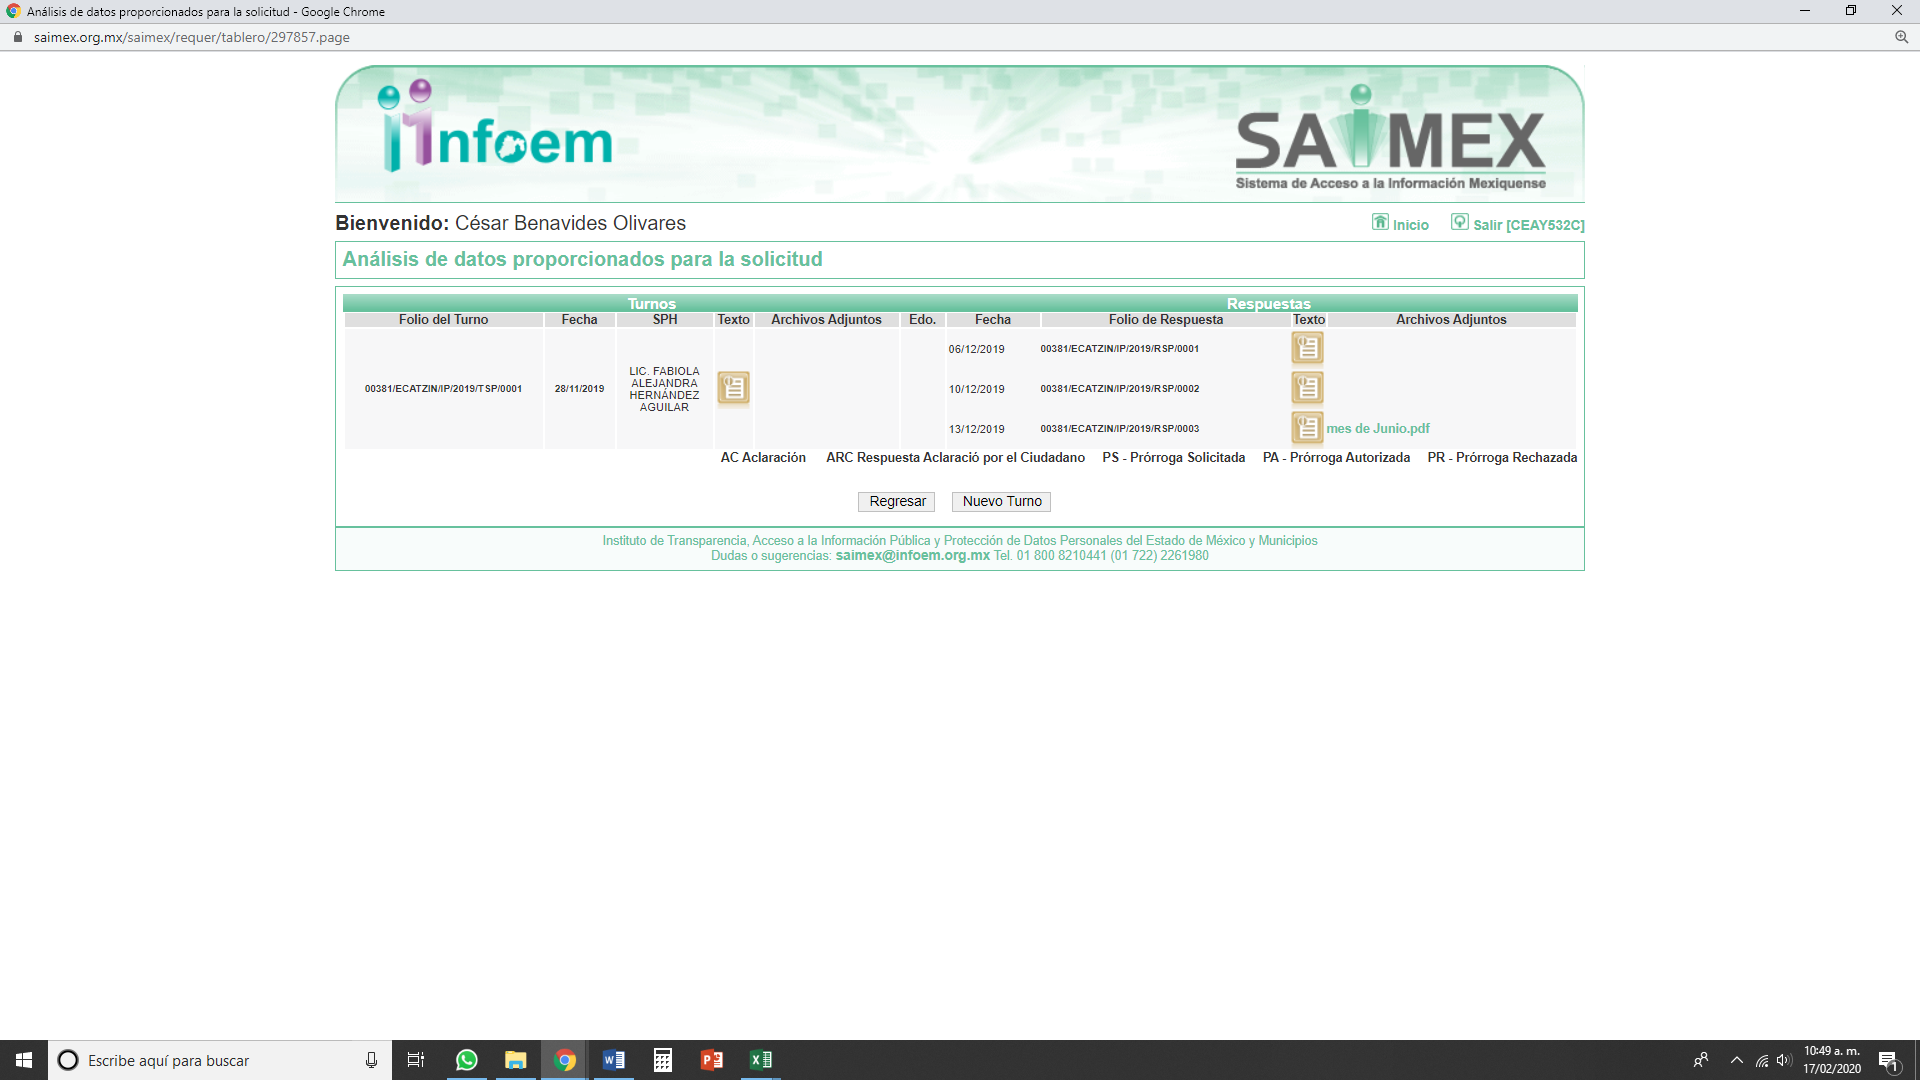 Análisis de datos proporcionados para la solicitud - Google Chrome
saimex.org.mx/saimex/requer/tablero/297857.page
infoem
SAIMEX
Sistema de Acceso a la Información Mexiquense
Bienvenido: César Benavides Olivares
Inicio
Salir [CEAY532C]
Análisis de datos proporcionados para la solicitud
Turnos
Respuestas
Folio del Turno Fecha SPH Texto Archivos Adjuntos Edo. Fecha Folio de Respuesta Texto Archivos Adjuntos
00381/ECATZIN/IP/2019/TSP/0001 28/11/2019
LIC. FABIOLA
ALEJANDRA
HERNÁNDEZ
AGUILAR
06/12/2019 00381/ECATZIN/IP/2019/RSP/0001
10/12/2019 00381/ECATZIN/IP/2019/RSP/0002
13/12/2019 00381/ECATZIN/IP/2019/RSP/0003 mes de Junio.pdf
AC Aclaración ARC Respuesta Aclaració por el Ciudadano PS - Prórroga Solicitada PA - Prórroga Autorizada PR - Prórroga Rechazada
Regresar Nuevo Turno
Instituto de Transparencia, Acceso a la Información Pública y Protección de Datos Personales del Estado de México y Municipios
Dudas o sugerencias: saimex@infoem.org.mx Tel. 01 800 8210441 (01 722) 2261980
Escribe aquí para buscar
10:49 a. m.
17/02/2020
1